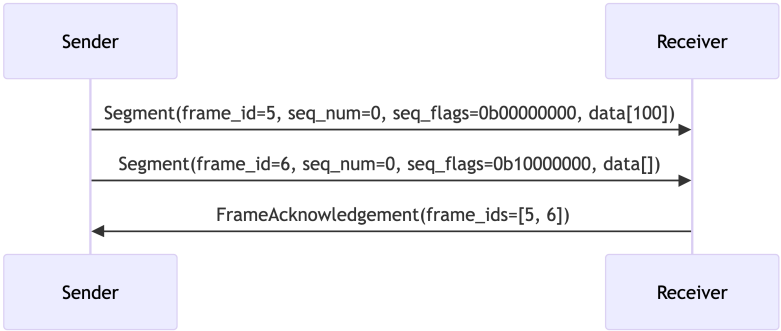 Sender
Receiver
Segment(frame_id=5, seq_num=0, seq_flags=0b00000000, data[100])
Segment(frame_id=6, seq_num=0, seq_flags=0b10000000, data[])
FrameAcknowledgement(frame_ids=[5, 6])
Sender
Receiver